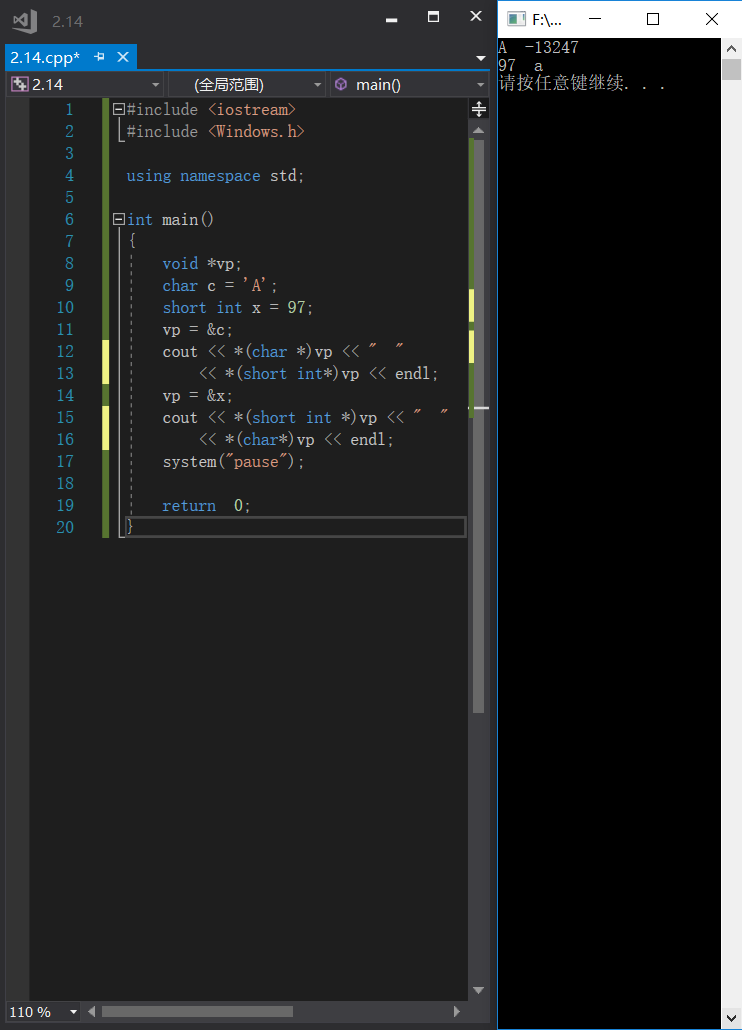 2.14
2.14.cpp*
2.14 (全局范围) main()
1 #include <iostream>
2 #include <Windows.h>
3
4 using namespace std;
5
6 int main()
7 {
8     void *vp;
9     char c = 'A';
10     short int x = 97;
11     vp = &c;
12     cout << *(char *)vp << "  "
13         << *(short int*)vp << endl;
14     vp = &x;
15     cout << *(short int *)vp << "  "
16         << *(char*)vp << endl;
17     system("pause");
18
19     return  0;
20 }
110 %
F:\...
A  -13247
97  a
请按任意键继续. . .